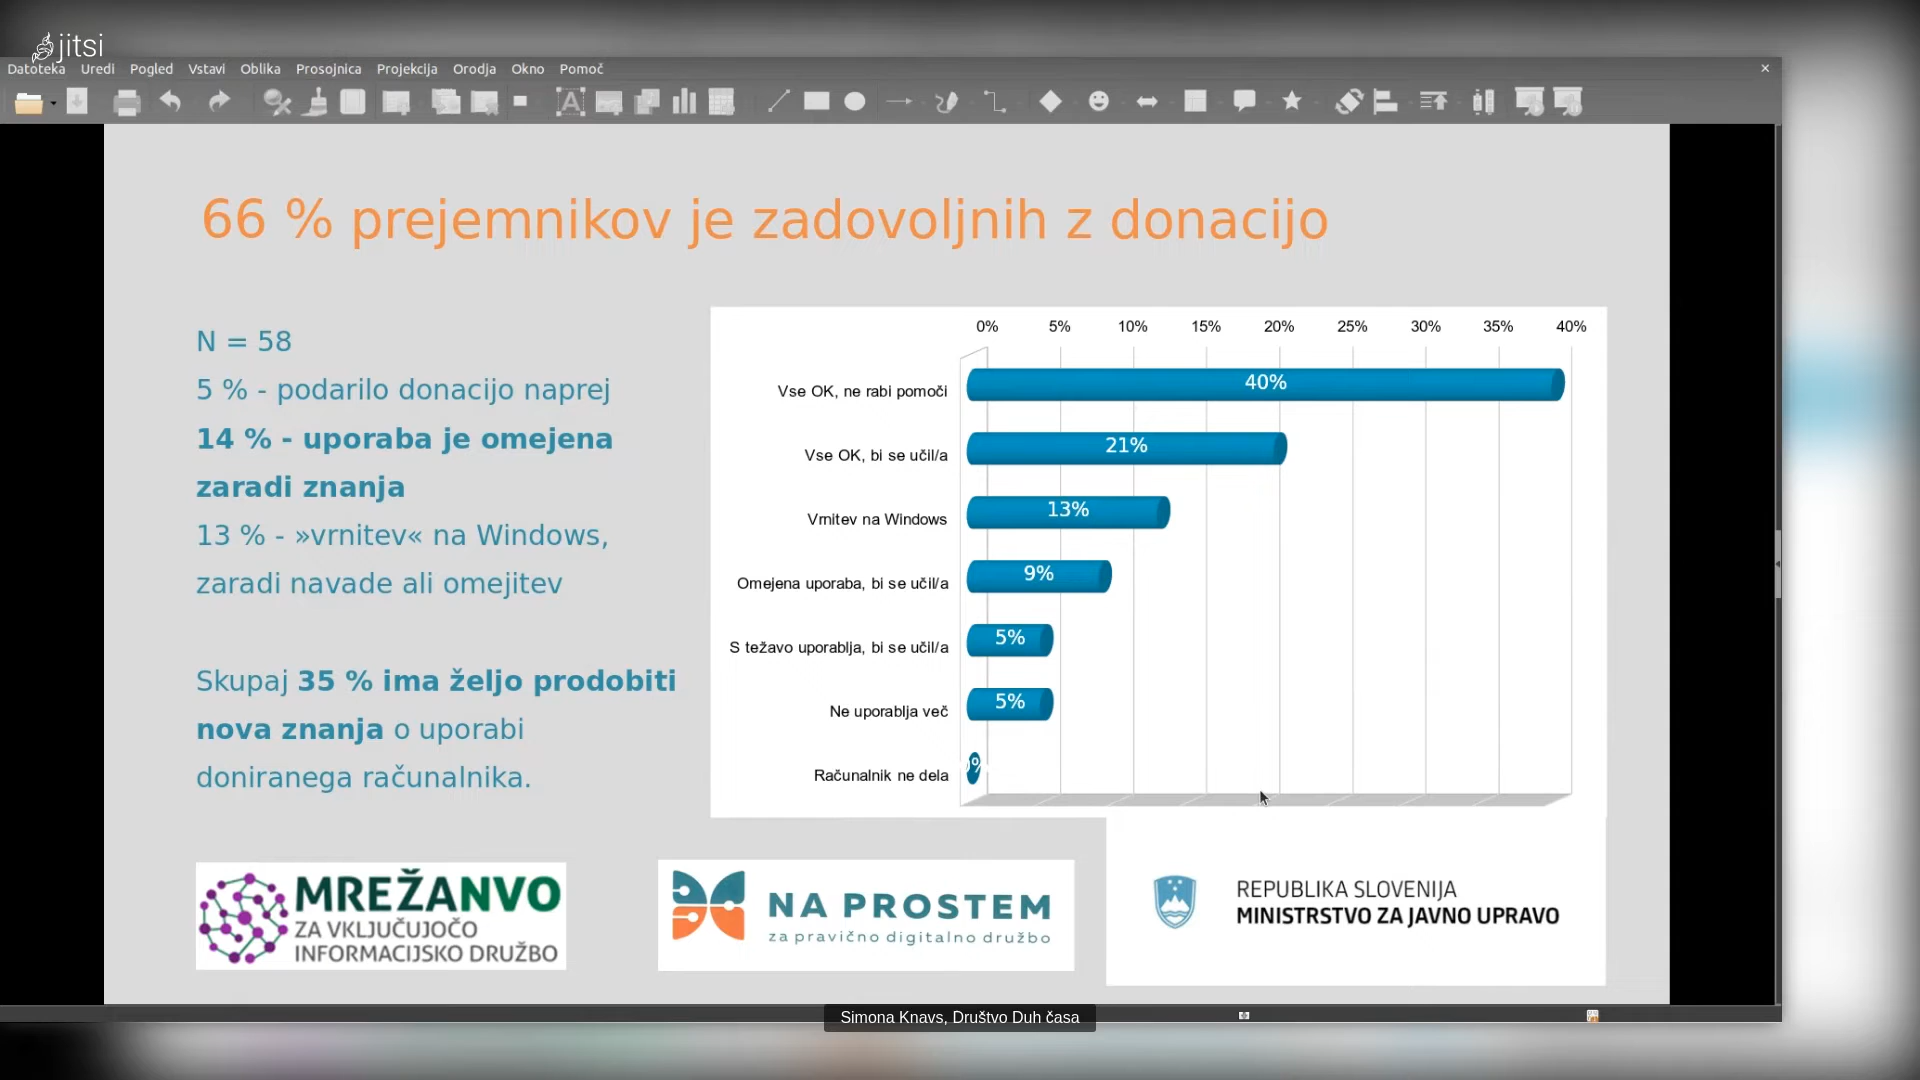 jitsi
Datoteka Uredi Pogled Vstavi Oblika Prosojnica Projekcija Orodja Okno Pomoč
66 % prejemnikov je zadovoljnih z donacijo
N = 58
5 % - podarilo donacijo naprej
14 % - uporaba je omejena
zaradi znanja
13 % - »vrnitev« na Windows,
zaradi navade ali omejitev
Skupaj 35 % ima željo prodobiti
nova znanja o uporabi
doniranega računalnika.
0% 5% 10% 15% 20% 25% 30% 35% 40%
Vse OK, ne rabi pomoči 40%
Vse OK, bi se učil/a 21%
Vrnitev na Windows 13%
Omejena uporaba, bi se učil/a 9%
S težavo uporablja, bi se učil/a 5%
Ne uporablja več 5%
Računalnik ne dela
MREŽANVO
ZA VKLJUČUJOČO
INFORMACIJSKO DRUŽBO
NA PROSTEM
za pravično digitalno družbo
REPUBLIKA SLOVENIJA
MINISTRSTVO ZA JAVNO UPRAVO
Simona Knavs, Društvo Duh časa